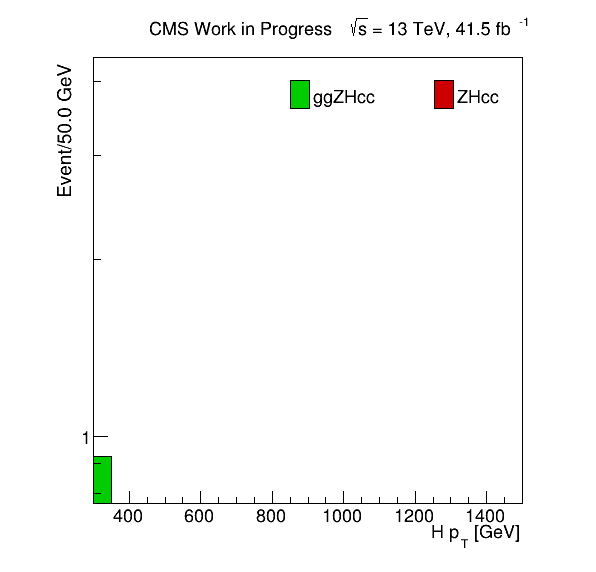 CMS Work in Progress √s = 13 TeV, 41.5 fb -1
Event/50.0 GeV
ggZHcc
ZHcc
1
400 600 800 1000 1200 1400
H pT [GeV]